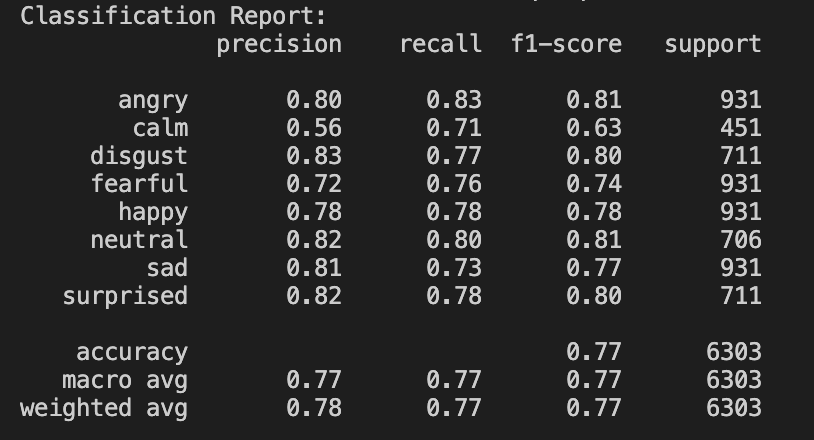 Classification Report:
precision recall f1-score support
angry 0.80 0.83 0.81 931
calm 0.56 0.71 0.63 451
disgust 0.83 0.77 0.80 711
fearful 0.72 0.76 0.74 931
happy 0.78 0.78 0.78 931
neutral 0.82 0.80 0.81 706
sad 0.81 0.73 0.77 931
surprised 0.82 0.78 0.80 711
accuracy 0.77 6303
macro avg 0.77 0.77 0.77 6303
weighted avg 0.78 0.77 0.77 6303